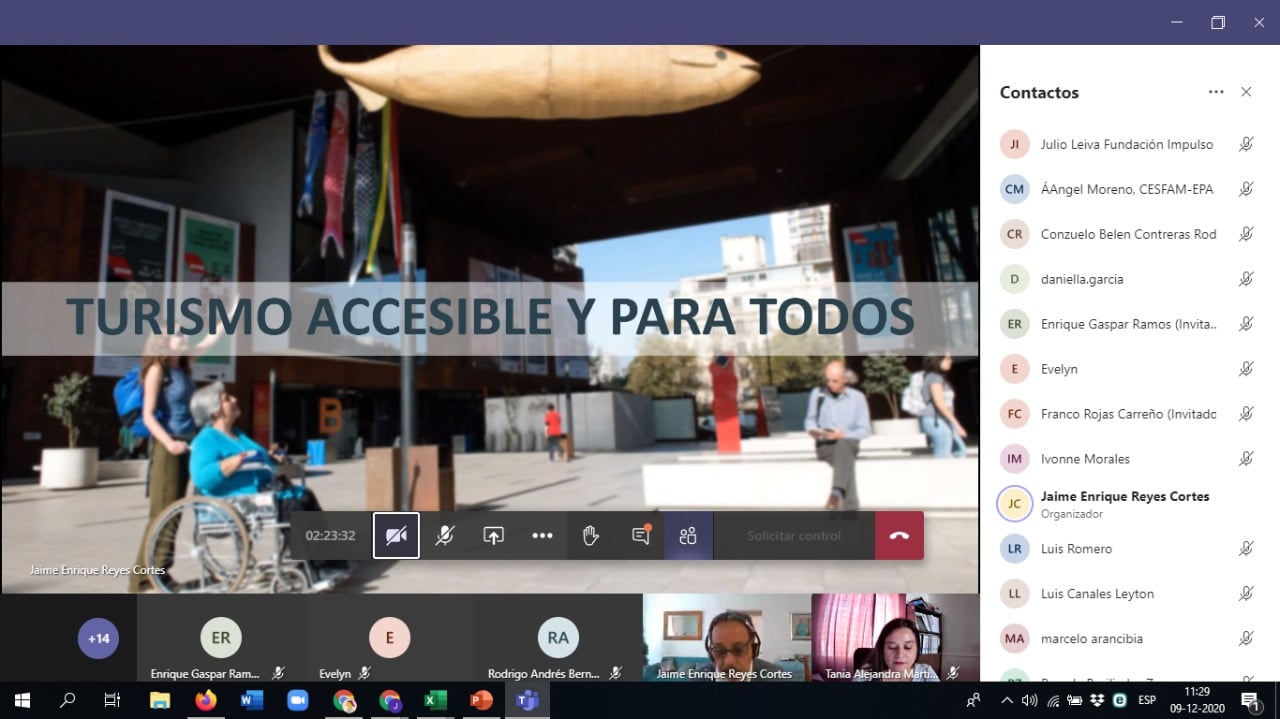 Contactos
JI Julio Leiva Fundación Impulso
CM ÁAngel Moreno, CESFAM-EPA
CR Conzuelo Belen Contreras Rod
D daniella.garcia
ER Enrique Gaspar Ramos (Invita..
E Evelyn
FC Franco Rojas Carreño (Invitado
IM Ivonne Morales
JC Jaime Enrique Reyes Cortes
Organizador
LR Luis Romero
LL Luis Canales Leyton
MA marcelo arancibia
TURISMO ACCESIBLE Y PARA TODOS
B
02:23:32
Solicitar control
Jaime Enrique Reyes Cortes
+14
ER
E
RA
Enrique Gaspar Ram...
Evelyn
Rodrigo Andrés Bern...
Jaime Enrique Reyes Cortes
Tania Alejandra Marti...
ESP
11:29
09-12-2020
1